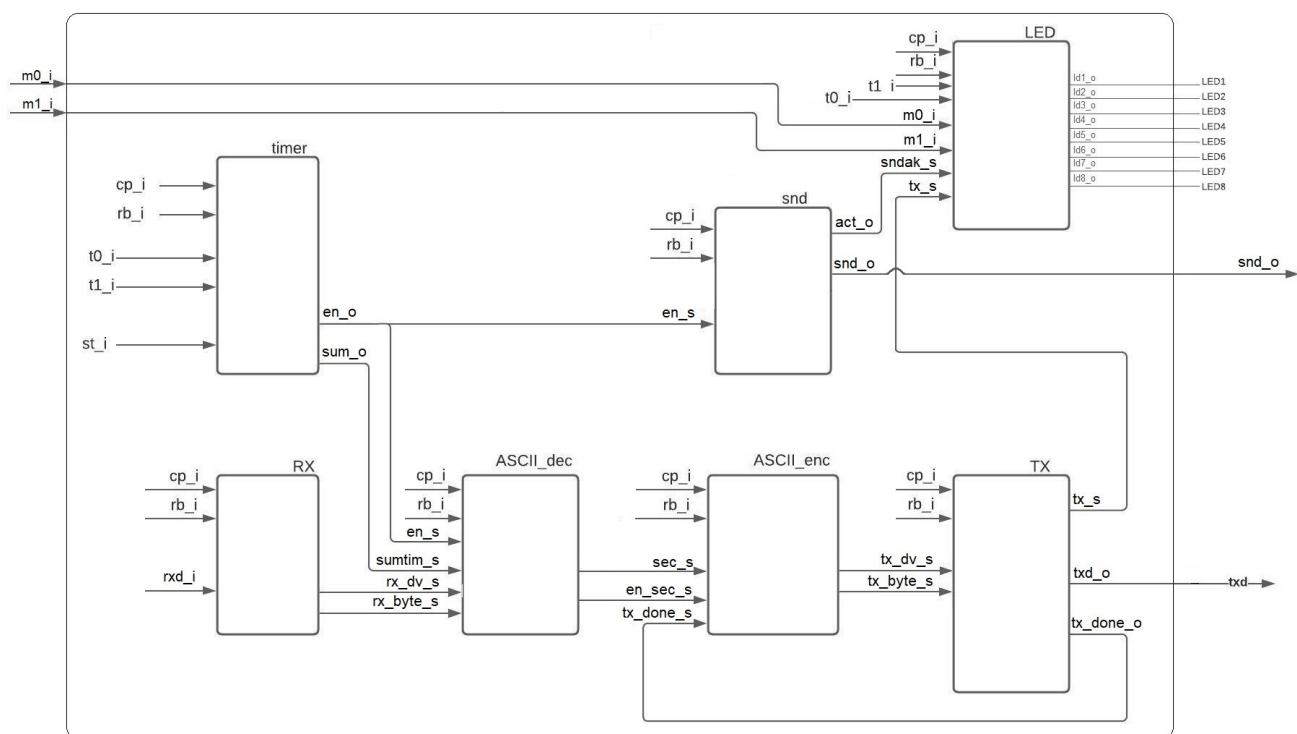 LED
cp_i
rb_i
t1_i
t0_i
m0_i
m1_i
sndak_s
tx_s
ld1_o
ld2_o
ld3_o
ld4_o
ld5_o
ld6_o
ld7_o
ld8_o
LED1
LED2
LED3
LED4
LED5
LED6
LED7
LED8
m0_i
m1_i
timer
cp_i
rb_i
t0_i
t1_i
st_i
en_o
sum_o
snd
cp_i
rb_i
en_s
act_o
snd_o
snd_o
RX
cp_i
rb_i
rxd_i
rx_dv_s
rx_byte_s
ASCII_dec
cp_i
rb_i
en_s
sumtim_s
sec_s
en_sec_s
tx_done_s
ASCII_enc
cp_i
rb_i
tx_dv_s
tx_byte_s
TX
cp_i
rb_i
tx_s
txd_o
tx_done_o
txd